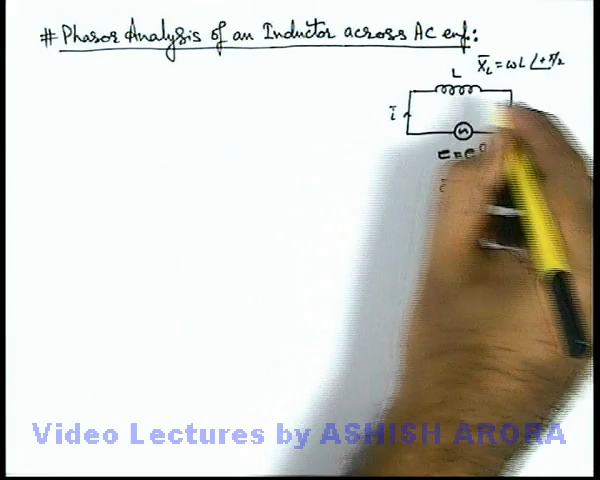 # Phasor Analysis of an Inductor across AC emf:
L X̄L = ωL ∠+π/2
ī
Video Lectures by ASHISH ARORA